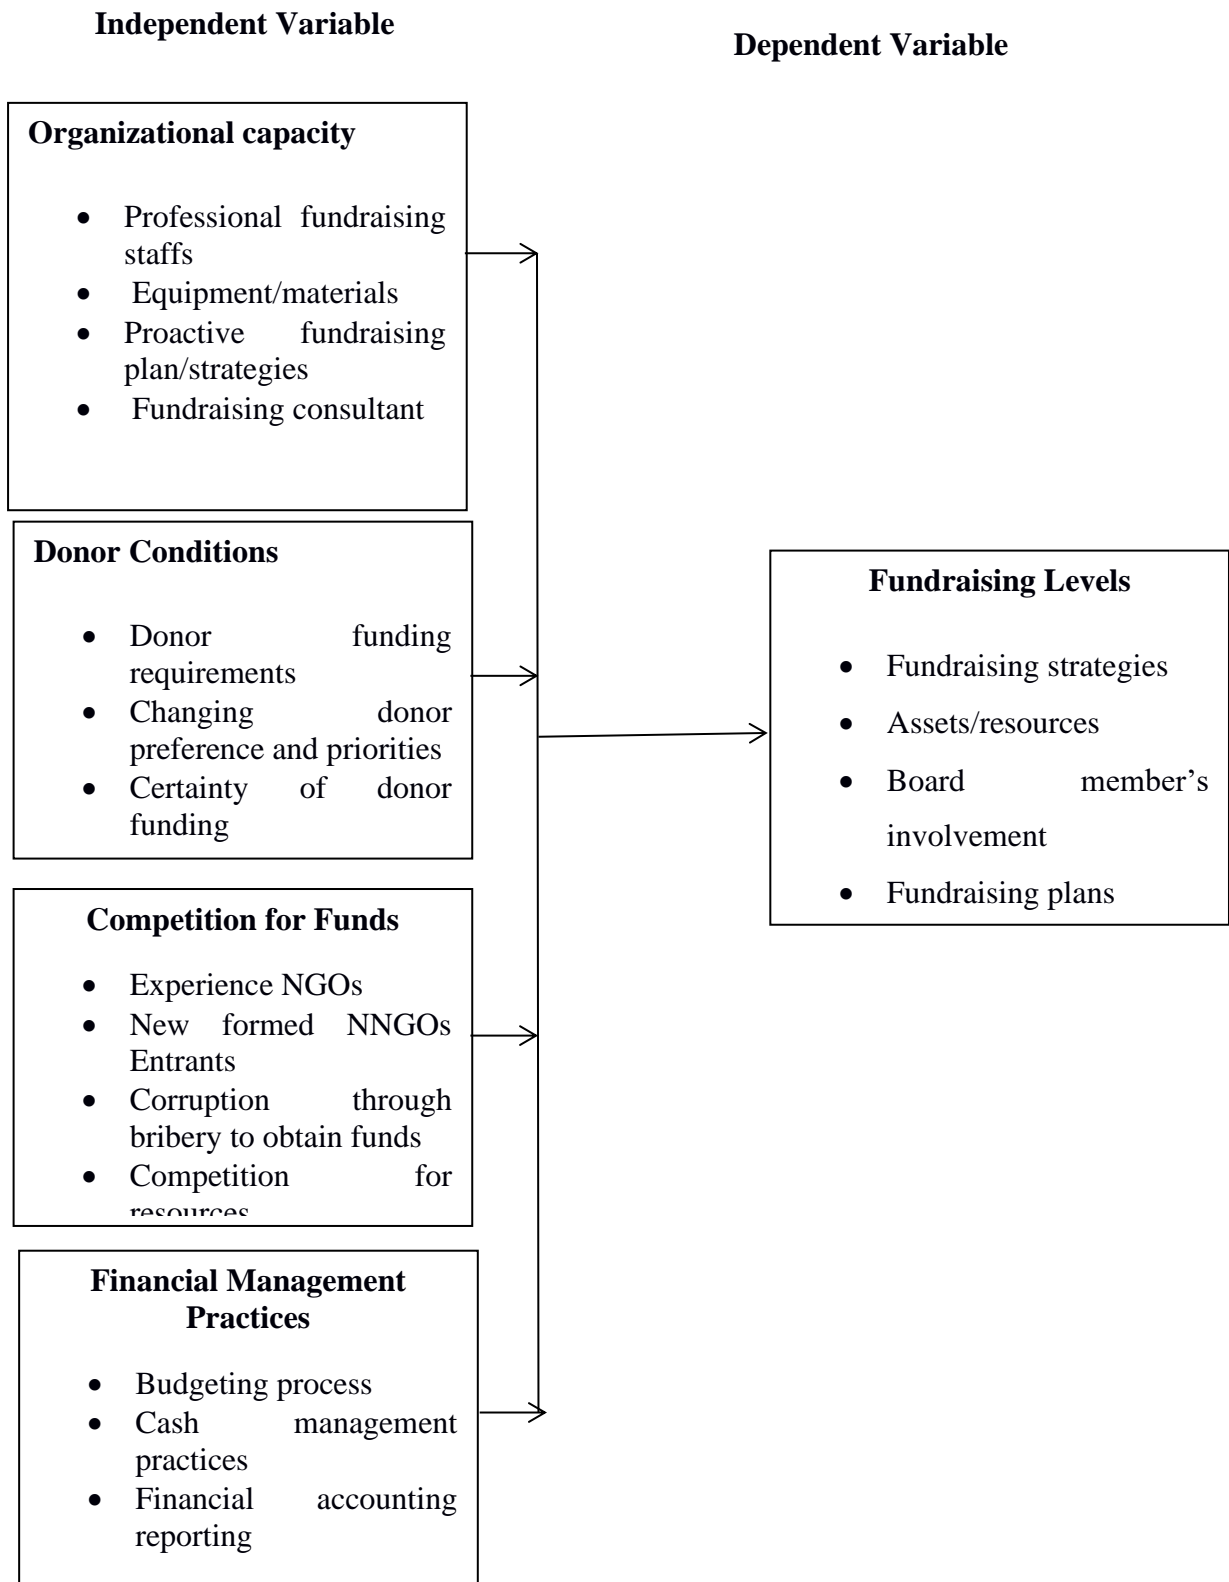 Independent Variable
Dependent Variable
Organizational capacity
• Professional fundraising
staffs
• Equipment/materials
• Proactive fundraising
plan/strategies
• Fundraising consultant
Donor Conditions
• Donor funding
requirements
• Changing donor
preference and priorities
• Certainty of donor
funding
Competition for Funds
• Experience NGOs
• New formed NNGOs
Entrants
• Corruption through
bribery to obtain funds
• Competition for
resources
Financial Management
Practices
• Budgeting process
• Cash management
practices
• Financial accounting
reporting
Fundraising Levels
• Fundraising strategies
• Assets/resources
• Board member’s
involvement
• Fundraising plans